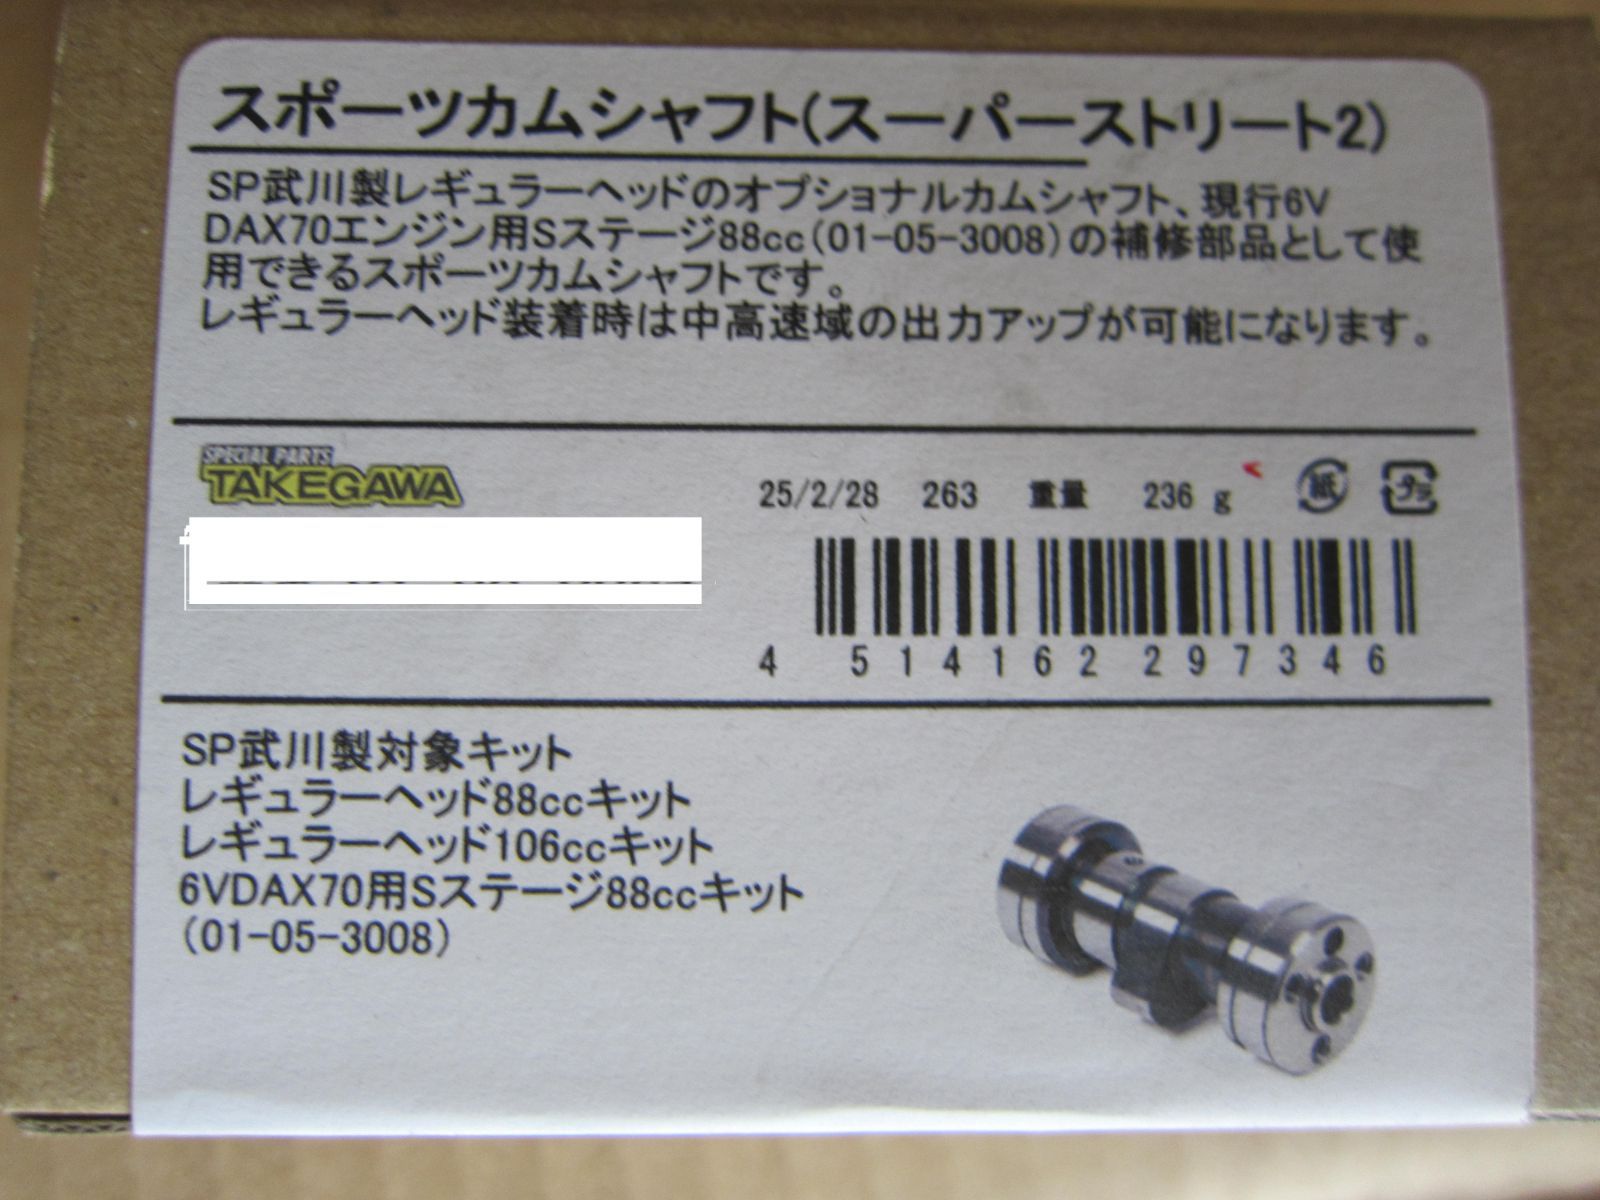 スポーツカムシャフト(スーパーストリート2)
SP武川製レギュラーヘッドのオプショナルカムシャフト、現行6V
DAX70エンジン用Sステージ88cc(01-05-3008)の補修部品として使
用できるスポーツカムシャフトです。
レギュラーヘッド装着時は中高速域の出力アップが可能になります。
SPECIAL PARTS
TAKEGAWA
25/2/28 263 重量 236 g 紙 プラ
4 514162 297346
SP武川製対象キット
レギュラーヘッド88ccキット
レギュラーヘッド106ccキット
6VDAX70用Sステージ88ccキット
(01-05-3008)